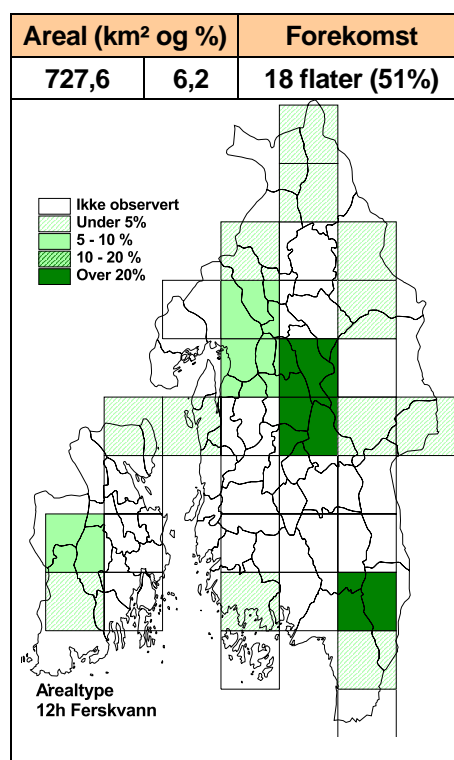 Areal (km² og %) Forekomst
727,6 6,2 18 flater (51%)
Ikke observert
Under 5%
5 - 10 %
10 - 20 %
Over 20%
Arealtype
12h Ferskvann